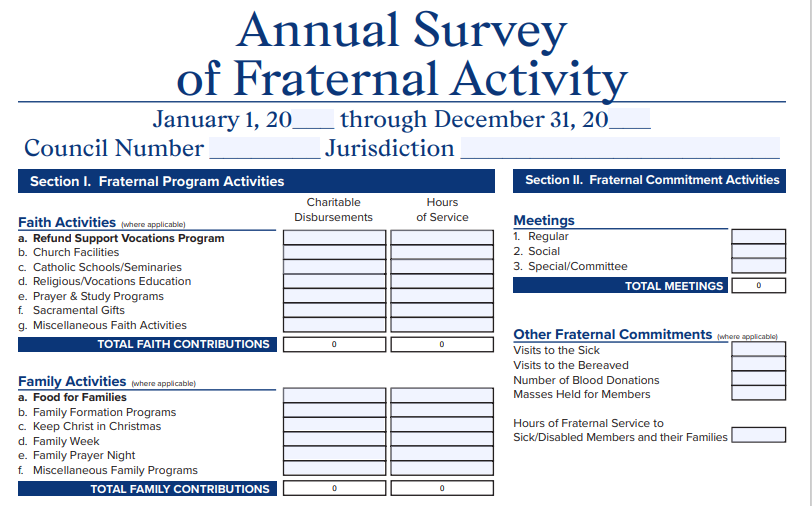 Annual Survey
of Fraternal Activity
January 1, 20____ through December 31, 20____
Council Number __________ Jurisdiction ______________________________
Section I. Fraternal Program Activities
Charitable Disbursements
Hours of Service
Faith Activities (where applicable)
a. Refund Support Vocations Program
b. Church Facilities
c. Catholic Schools/Seminaries
d. Religious/Vocations Education
e. Prayer & Study Programs
f. Sacramental Gifts
g. Miscellaneous Faith Activities
TOTAL FAITH CONTRIBUTIONS 0 0
Family Activities (where applicable)
a. Food for Families
b. Family Formation Programs
c. Keep Christ in Christmas
d. Family Week
e. Family Prayer Night
f. Miscellaneous Family Programs
TOTAL FAMILY CONTRIBUTIONS 0 0
Section II. Fraternal Commitment Activities
Meetings
1. Regular
2. Social
3. Special/Committee
TOTAL MEETINGS 0
Other Fraternal Commitments (where applicable)
Visits to the Sick
Visits to the Bereaved
Number of Blood Donations
Masses Held for Members
Hours of Fraternal Service to
Sick/Disabled Members and their Families